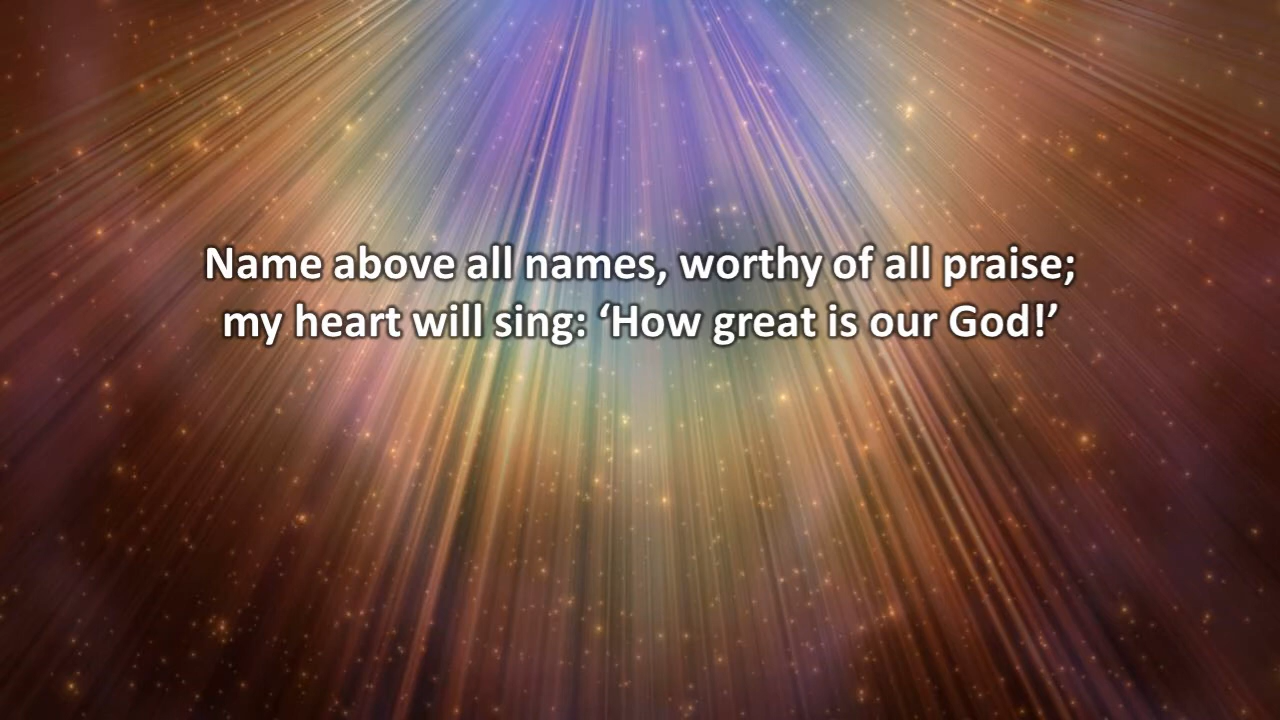 Name above all names, worthy of all praise;
my heart will sing: ‘How great is our God!’